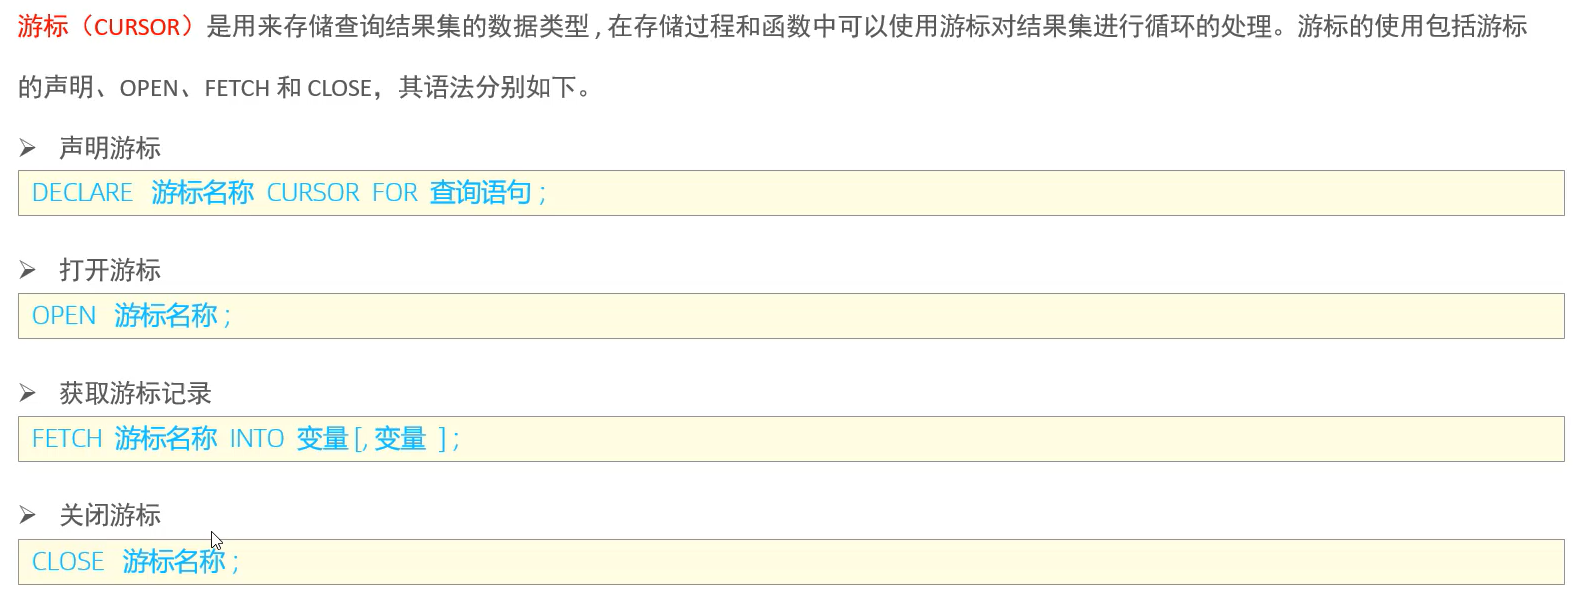 游标（CURSOR）是用来存储查询结果集的数据类型 , 在存储过程和函数中可以使用游标对结果集进行循环的处理。游标的使用包括游标
的声明、OPEN、FETCH 和 CLOSE，其语法分别如下。
➢ 声明游标
DECLARE 游标名称 CURSOR FOR 查询语句 ;
➢ 打开游标
OPEN 游标名称 ;
➢ 获取游标记录
FETCH 游标名称 INTO 变量 [, 变量 ] ;
➢ 关闭游标
CLOSE 游标名称 ;